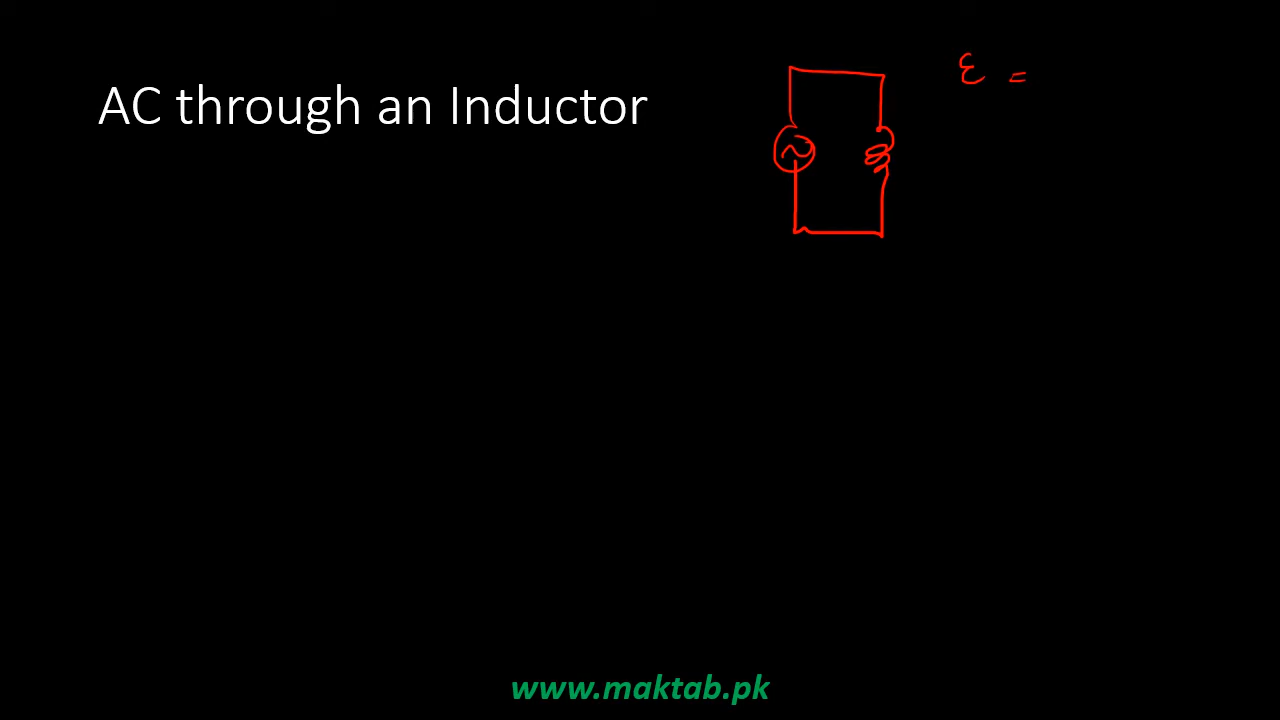 AC through an Inductor
ε =
www.maktab.pk